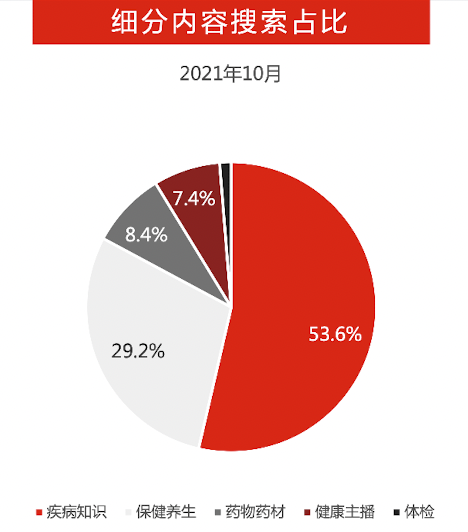 细分内容搜索占比
2021年10月
7.4%
8.4%
53.6%
29.2%
疾病知识 保健养生 药物药材 健康主播 体检